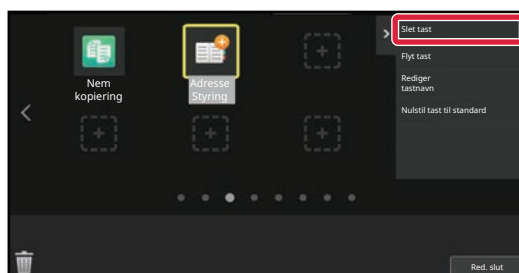 Nem
kopiering
Adresse
Styring
Slet tast
Flyt tast
Rediger
tastnavn
Nulstil tast til standard
Red. slut